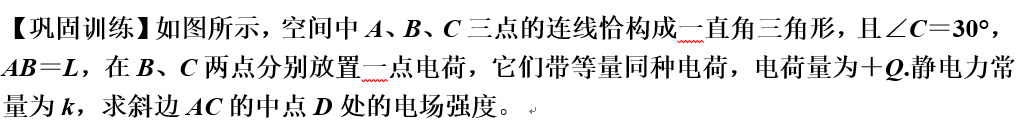 【巩固训练】如图所示，空间中 A、B、C 三点的连线恰构成一直角三角形，且∠C＝30°，
AB＝L，在 B、C 两点分别放置一点电荷，它们带等量同种电荷，电荷量为＋Q.静电力常
量为 k，求斜边 AC 的中点 D 处的电场强度。